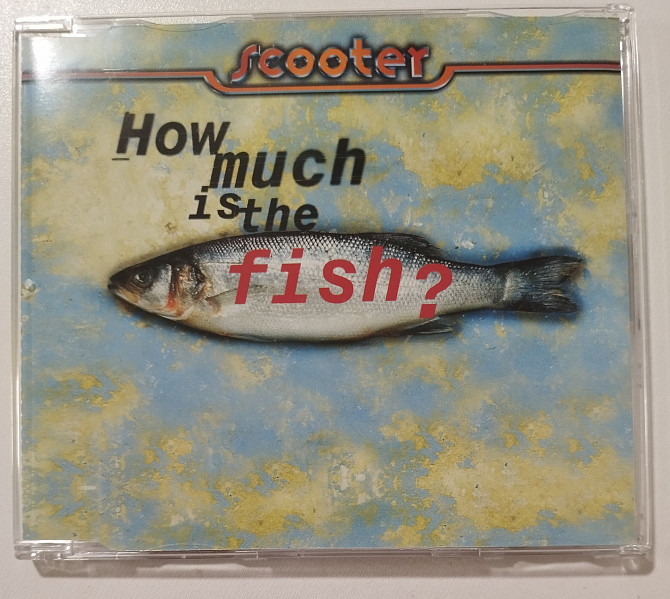 scooter
How
much
is the
fish?